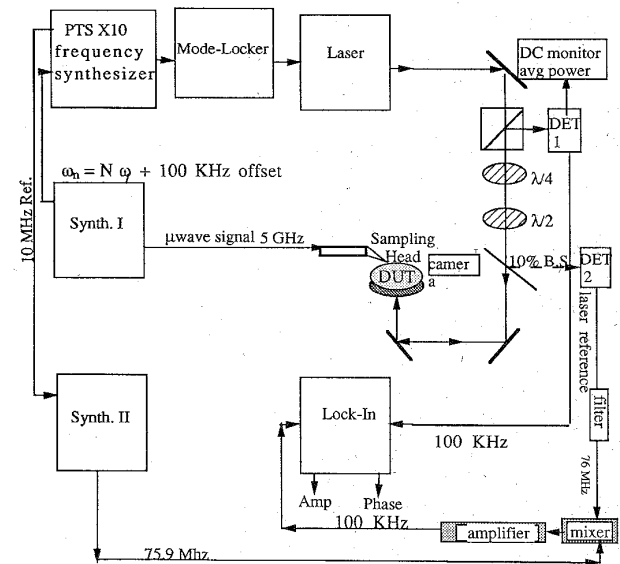 PTS X10
frequency
synthesizer
Mode-Locker
Laser
DC monitor
avg power
DET
1
λ/4
λ/2
ωn = N ω + 100 KHz offset
10 MHz Ref.
Synth. I
μwave signal 5 GHz
Sampling
Head
DUT
camer
a
10% B.S.
DET
2
laser reference
filter
76 MHz
Synth. II
Lock-In
100 KHz
Amp
Phase
100 KHz
amplifier
mixer
75.9 Mhz